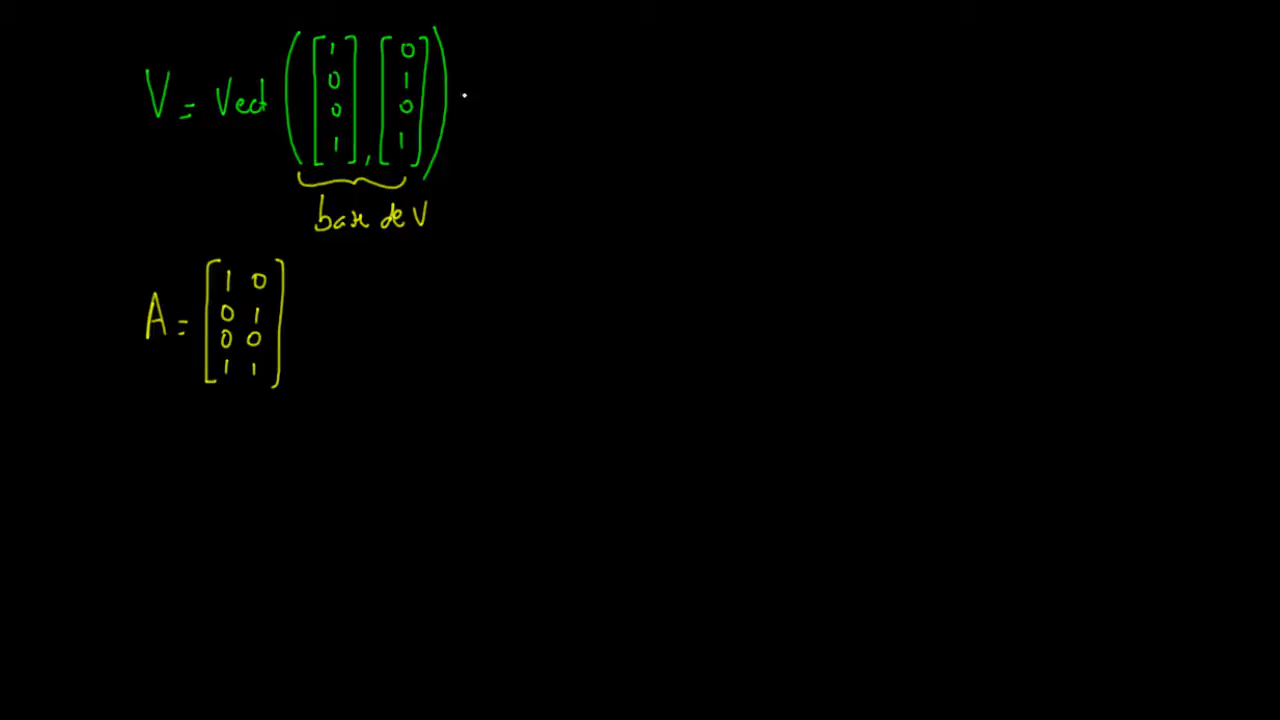 V = Vect ( [1 0 0 1], [0 1 0 1] )
base de V
A = [1 0
0 1
0 0
1 1]